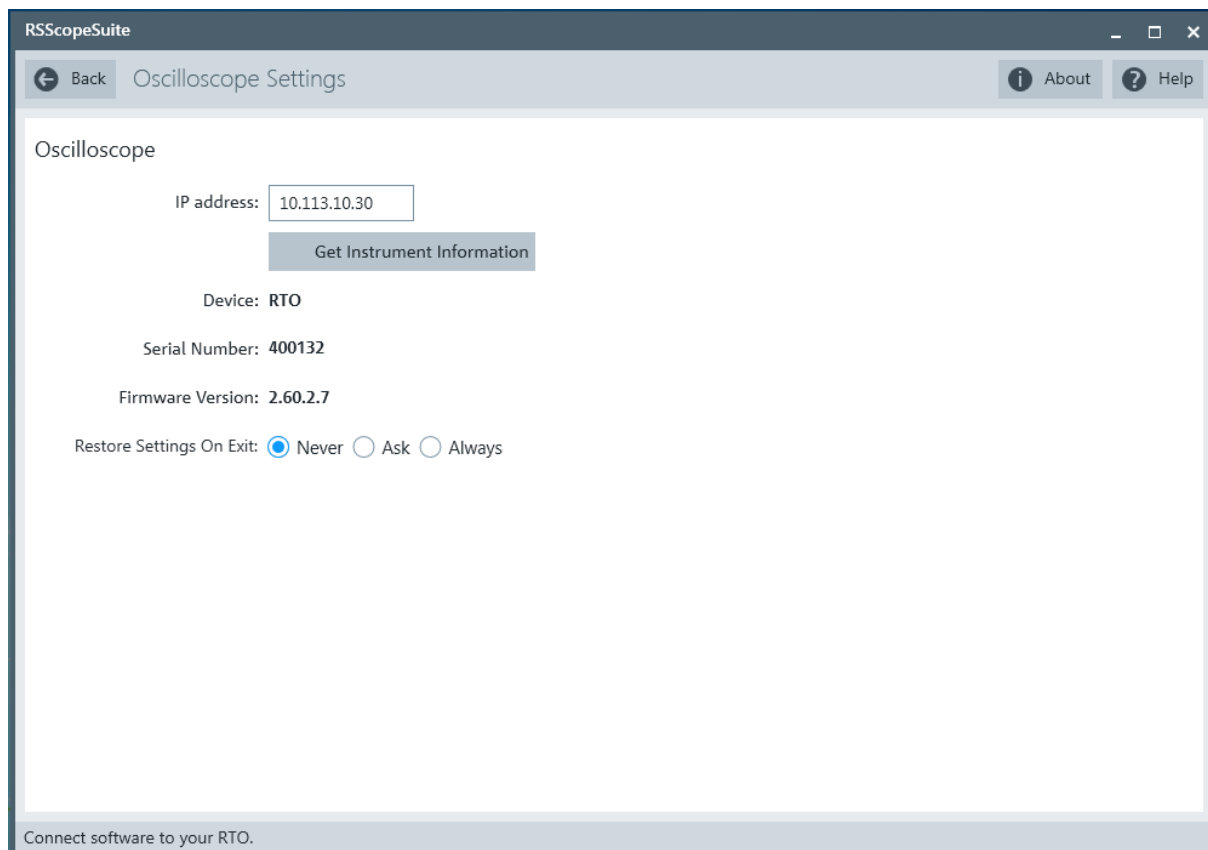 RSScopeSuite
Back Oscilloscope Settings About Help
Oscilloscope
IP address: 10.113.10.30
Get Instrument Information
Device: RTO
Serial Number: 400132
Firmware Version: 2.60.2.7
Restore Settings On Exit: Never Ask Always
Connect software to your RTO.